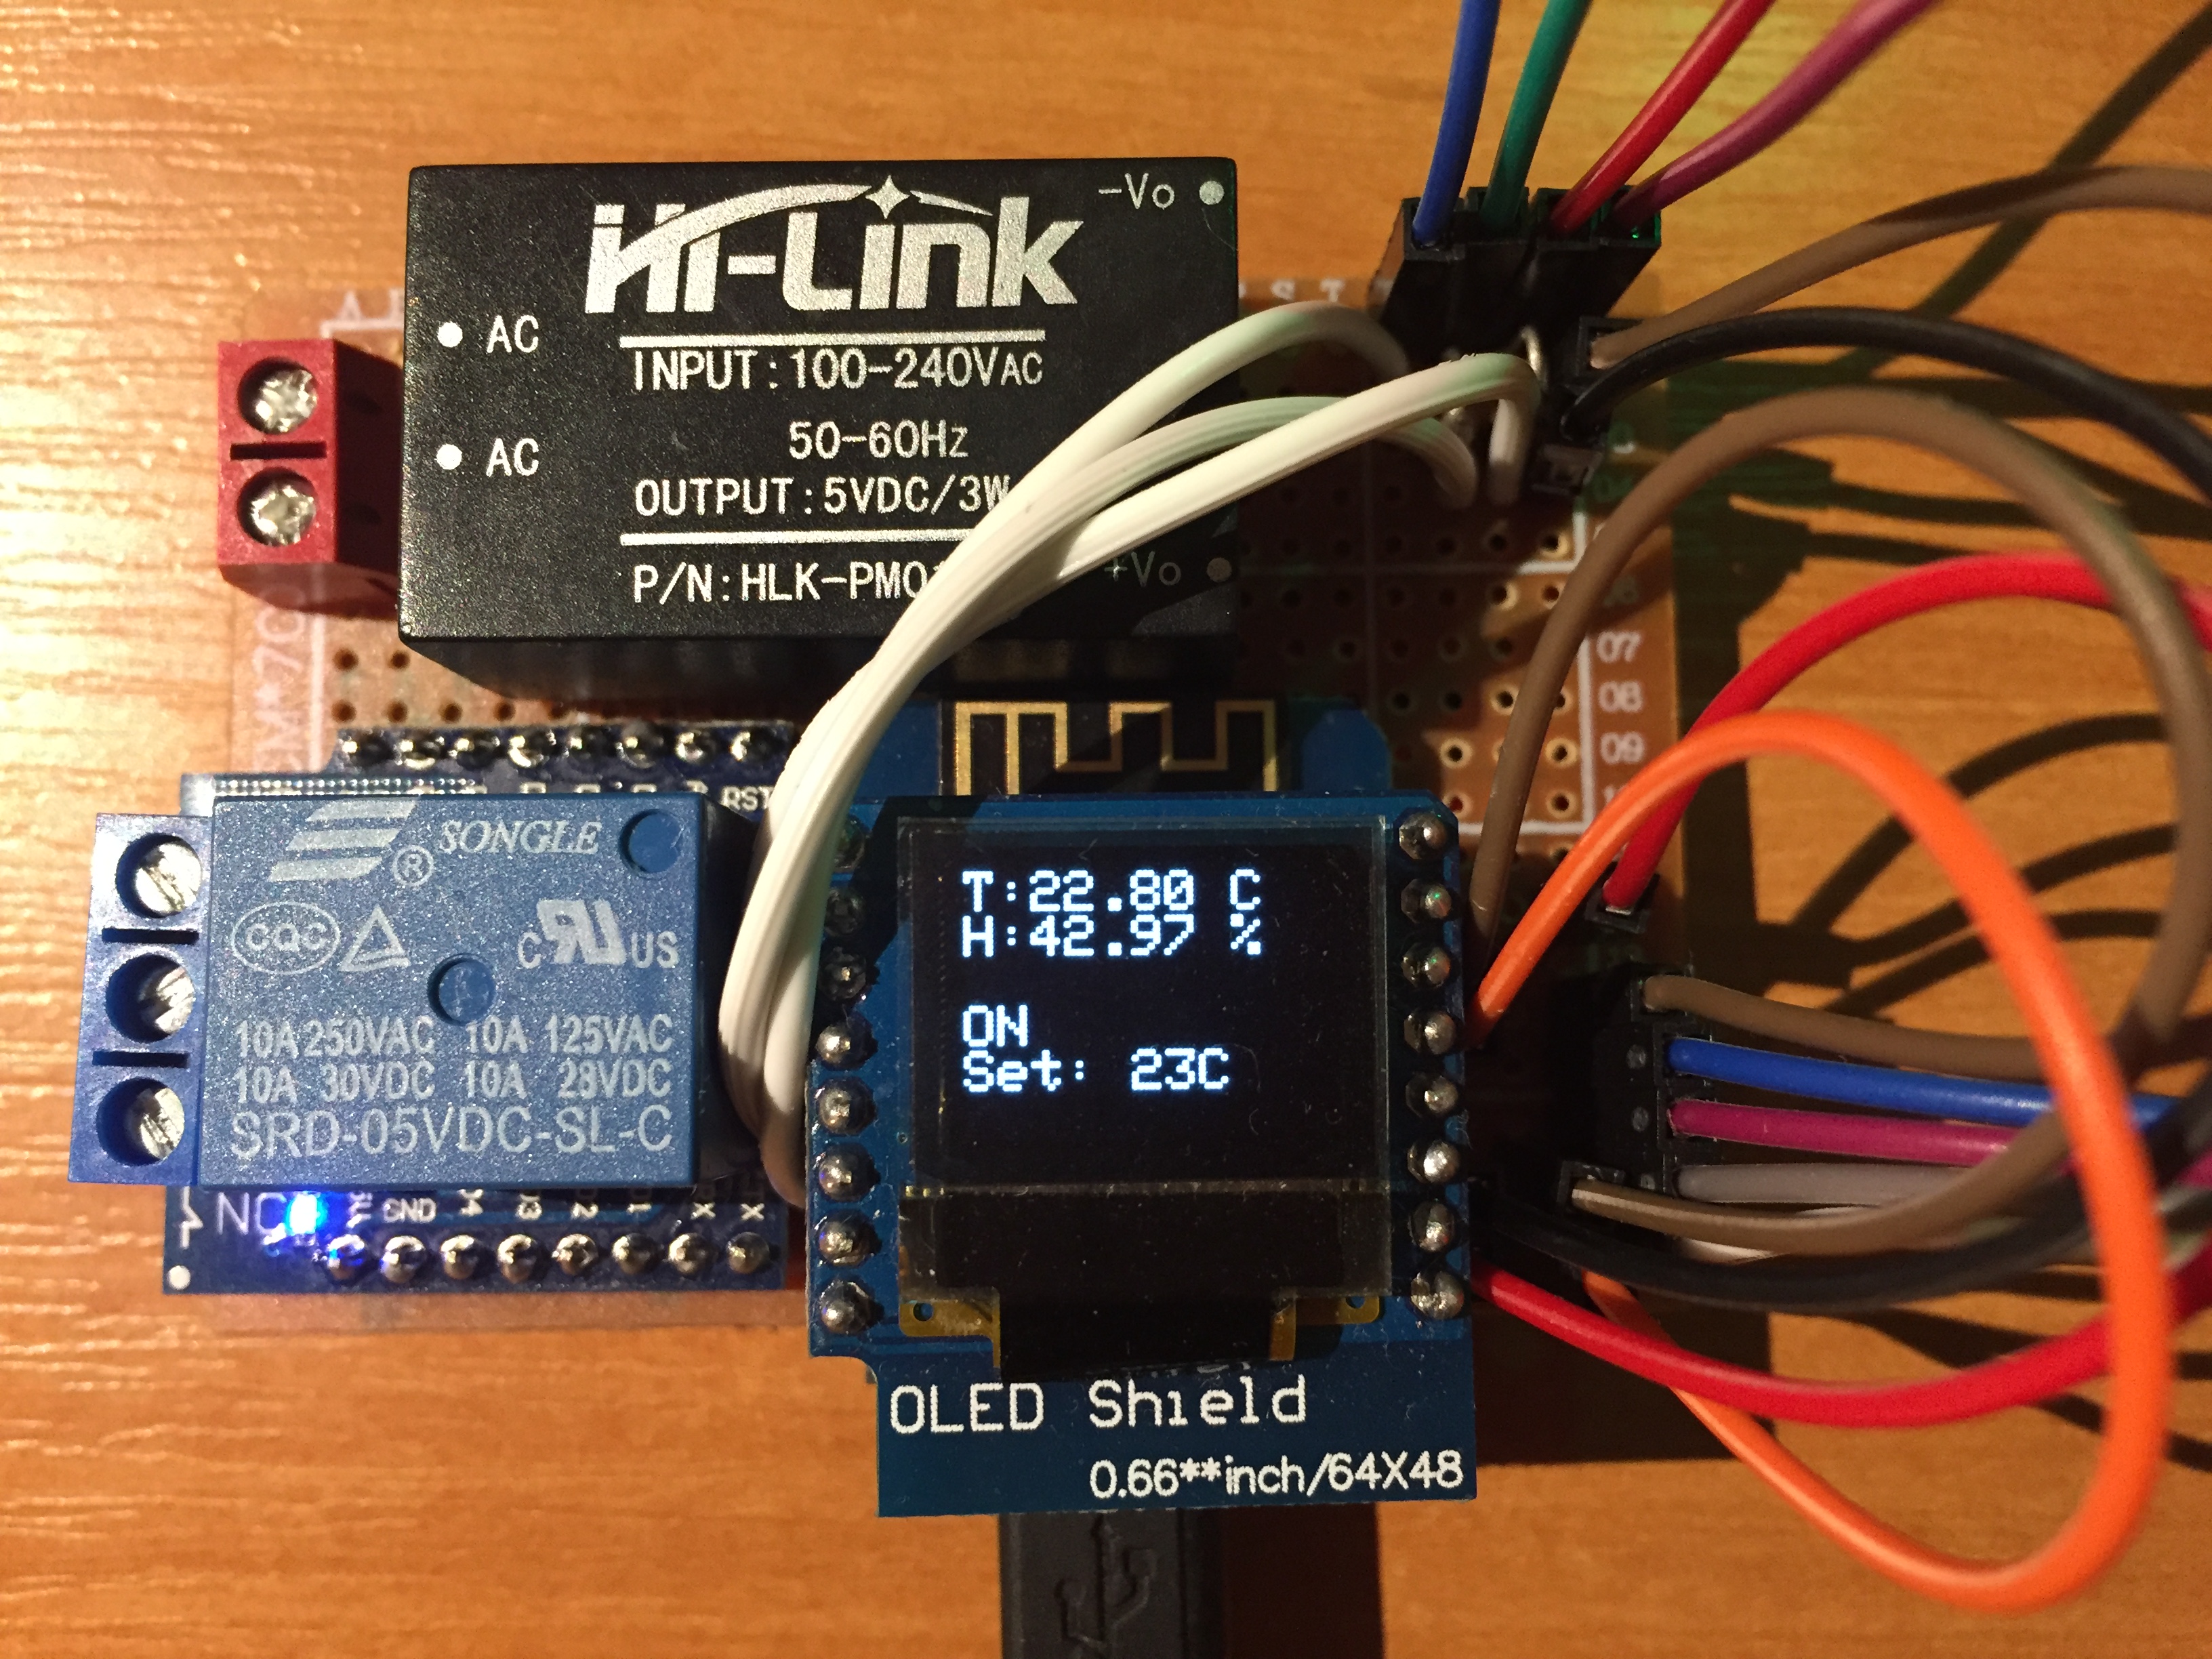 Hi-Link
-Vo
AC
AC
INPUT:100-240VAC
50-60Hz
OUTPUT:5VDC/3W
P/N:HLK-PM0
+Vo
07
08
09
RST
SONGLE
®
CQC
C UR US
10A 250VAC 10A 125VAC
10A 30VDC 10A 28VDC
SRD-05VDC-SL-C
GND
T:22.80 C
H:42.97 %
ON
Set: 23C
OLED Shield
0.66**inch/64X48